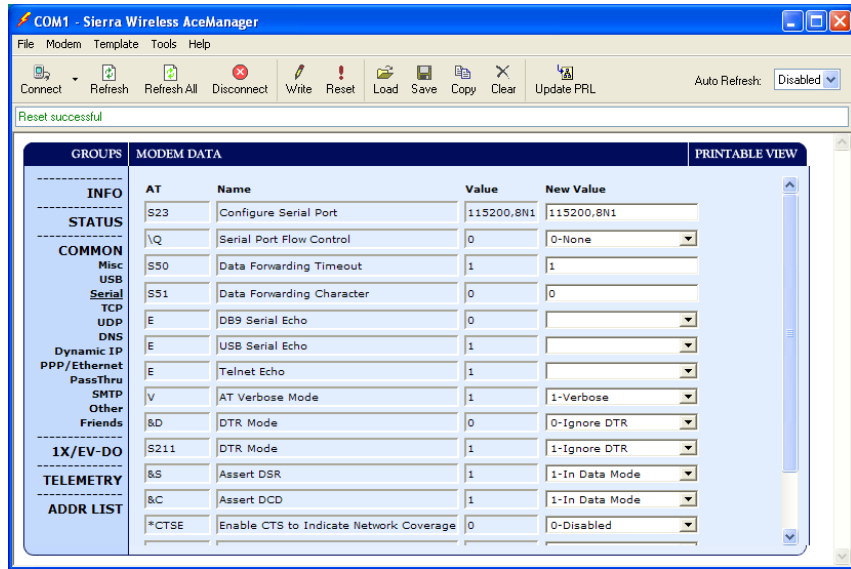 COM1 - Sierra Wireless AceManager
File Modem Template Tools Help
Connect Refresh Refresh All Disconnect Write Reset Load Save Copy Clear Update PRL Auto Refresh: Disabled
Reset successful
GROUPS MODEM DATA PRINTABLE VIEW
INFO
STATUS
COMMON
Misc
USB
Serial
TCP
UDP
DNS
Dynamic IP
PPP/Ethernet
PassThru
SMTP
Other
Friends
1X/EV-DO
TELEMETRY
ADDR LIST
AT Name Value New Value
S23 Configure Serial Port 115200,8N1 115200,8N1
\Q Serial Port Flow Control 0 0-None
S50 Data Forwarding Timeout 1 1
S51 Data Forwarding Character 0 0
E DB9 Serial Echo 0
E USB Serial Echo 1
E Telnet Echo 1
V AT Verbose Mode 1 1-Verbose
&D DTR Mode 0 0-Ignore DTR
S211 DTR Mode 1 1-Ignore DTR
&S Assert DSR 1 1-In Data Mode
&C Assert DCD 1 1-In Data Mode
*CTSE Enable CTS to Indicate Network Coverage 0 0-Disabled